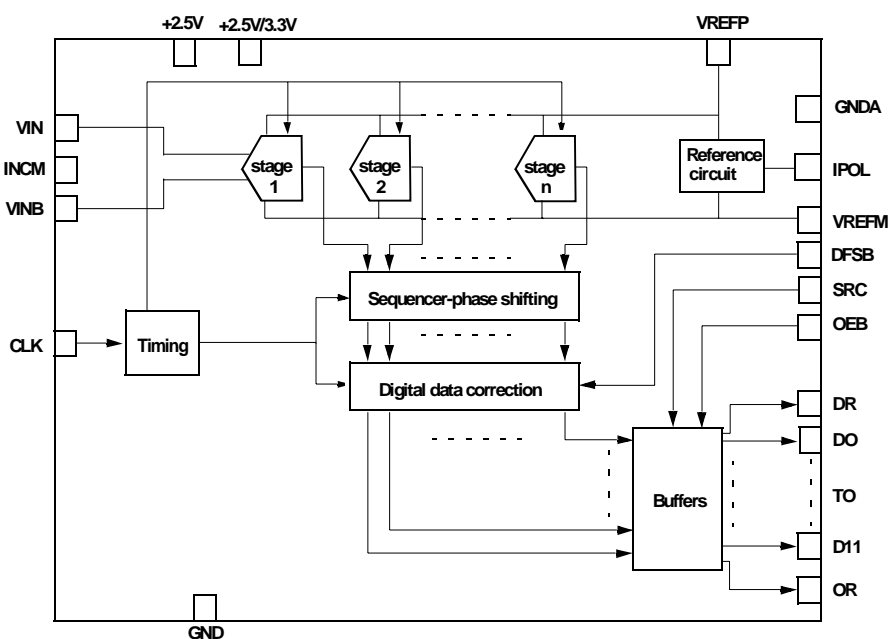 +2.5V
+2.5V/3.3V
VREFP
GNDA
VIN
stage
1
stage
2
stage
n
Reference
circuit
IPOL
INCM
VINB
VREFM
DFSB
Sequencer-phase shifting
SRC
OEB
CLK
Timing
Digital data correction
DR
DO
Buffers
TO
D11
OR
GND